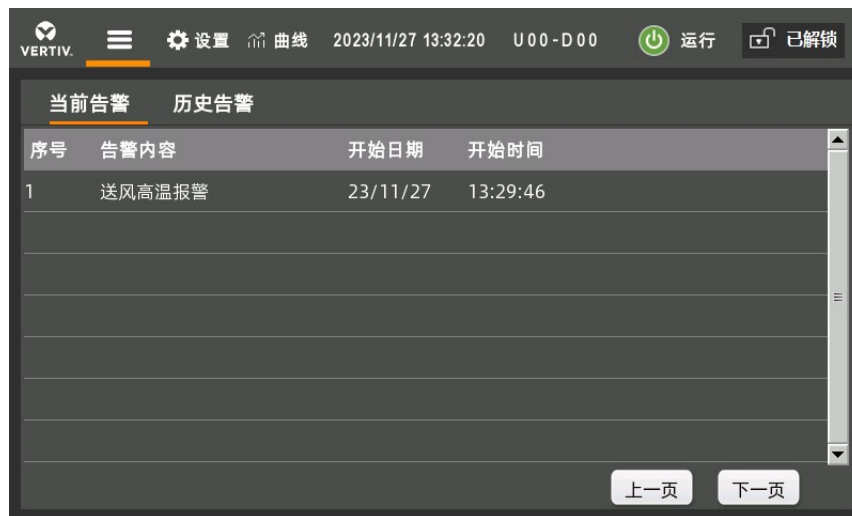 VERTIV. 设置 曲线 2023/11/27 13:32:20 U00-D00 运行 已解锁
当前告警 历史告警
序号 告警内容 开始日期 开始时间
1 送风高温报警 23/11/27 13:29:46
上一页 下一页